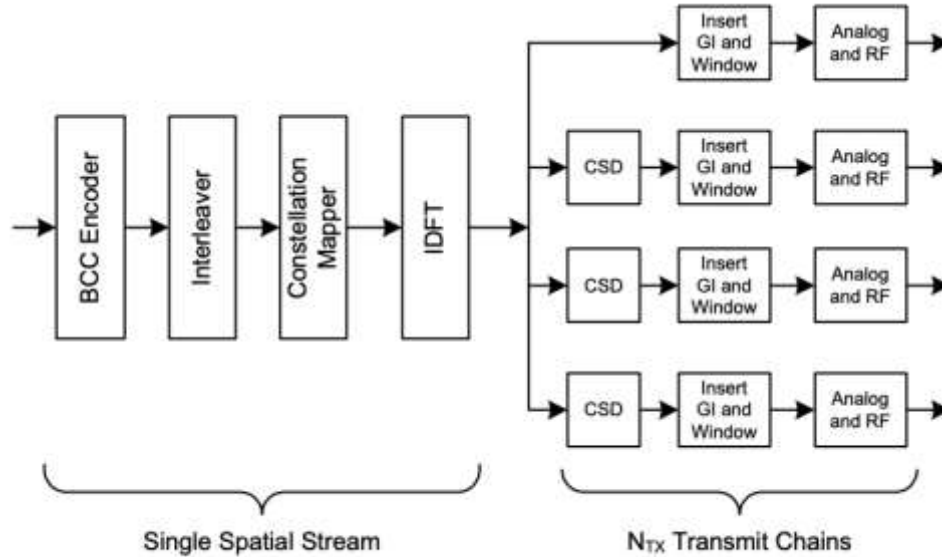 Insert
GI and
Window
Analog
and RF
BCC Encoder
Interleaver
Constellation
Mapper
IDFT
CSD
Insert
GI and
Window
Analog
and RF
CSD
Insert
GI and
Window
Analog
and RF
CSD
Insert
GI and
Window
Analog
and RF
Single Spatial Stream
N_TX Transmit Chains